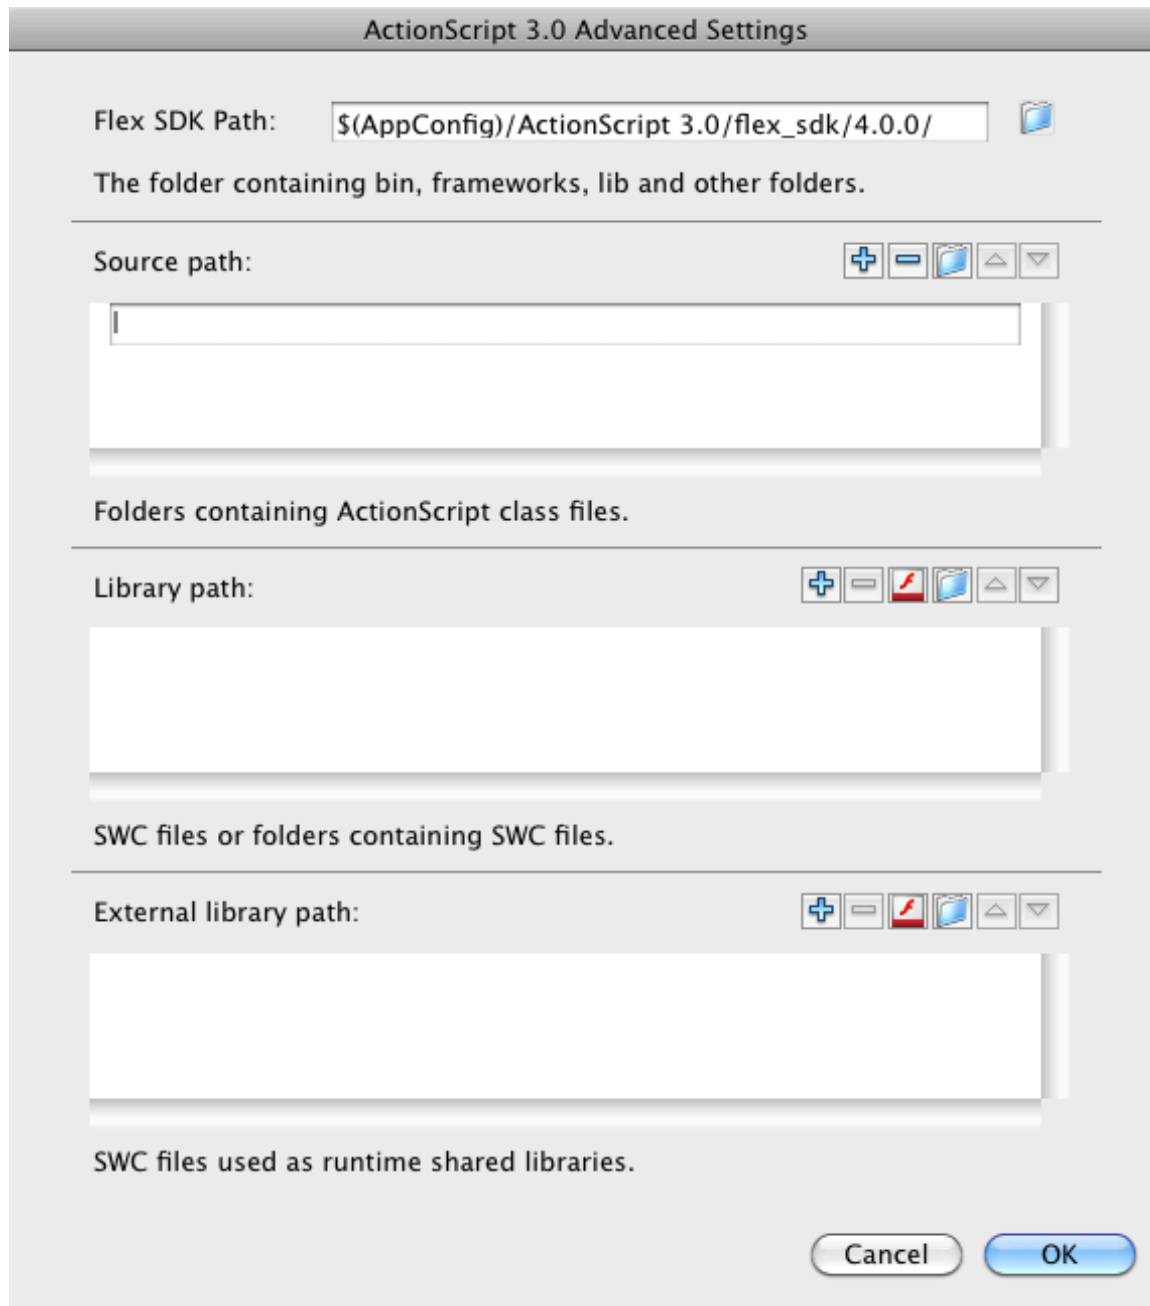 ActionScript 3.0 Advanced Settings
Flex SDK Path: $(AppConfig)/ActionScript 3.0/flex_sdk/4.0.0/
The folder containing bin, frameworks, lib and other folders.
Source path:
Folders containing ActionScript class files.
Library path:
SWC files or folders containing SWC files.
External library path:
SWC files used as runtime shared libraries.
Cancel OK